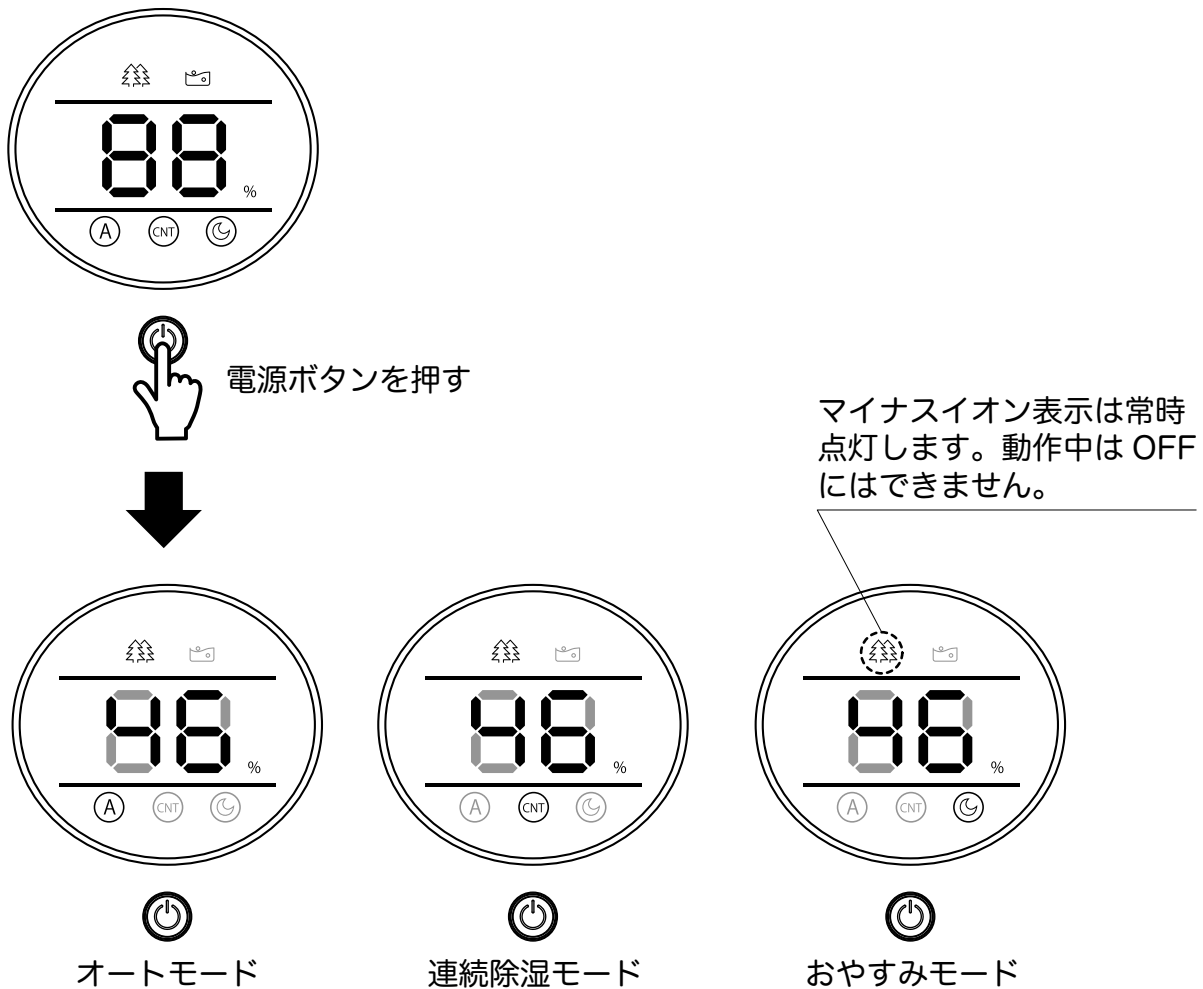 88 %
A CNT
電源ボタンを押す
マイナスイオン表示は常時
点灯します。動作中は OFF
にはできません。
45 %
A CNT
オートモード
45 %
A CNT
連続除湿モード
45 %
A CNT
おやすみモード